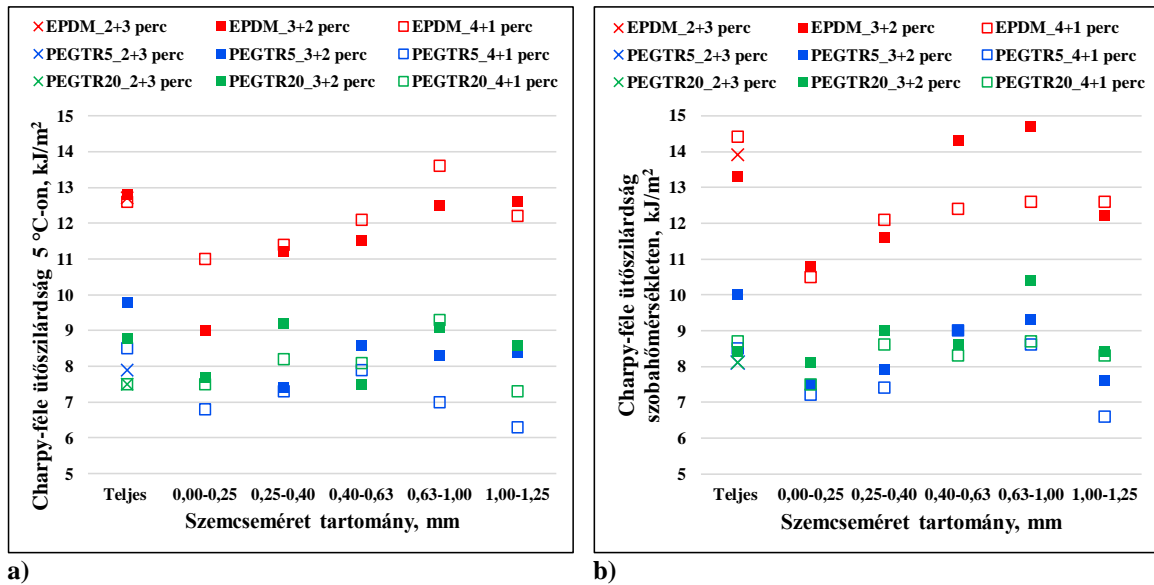 EPDM_2+3 perc EPDM_3+2 perc EPDM_4+1 perc
PEGTR5_2+3 perc PEGTR5_3+2 perc PEGTR5_4+1 perc
PEGTR20_2+3 perc PEGTR20_3+2 perc PEGTR20_4+1 perc
Charpy-féle ütőszilárdság 5 °C-on, kJ/m²
15
14
13
12
11
10
9
8
7
6
5
Teljes 0,00-0,25 0,25-0,40 0,40-0,63 0,63-1,00 1,00-1,25
Szemcseméret tartomány, mm
a)
EPDM_2+3 perc EPDM_3+2 perc EPDM_4+1 perc
PEGTR5_2+3 perc PEGTR5_3+2 perc PEGTR5_4+1 perc
PEGTR20_2+3 perc PEGTR20_3+2 perc PEGTR20_4+1 perc
Charpy-féle ütőszilárdság
szobahőmérsékleten, kJ/m²
15
14
13
12
11
10
9
8
7
6
5
Teljes 0,00-0,25 0,25-0,40 0,40-0,63 0,63-1,00 1,00-1,25
Szemcseméret tartomány, mm
b)